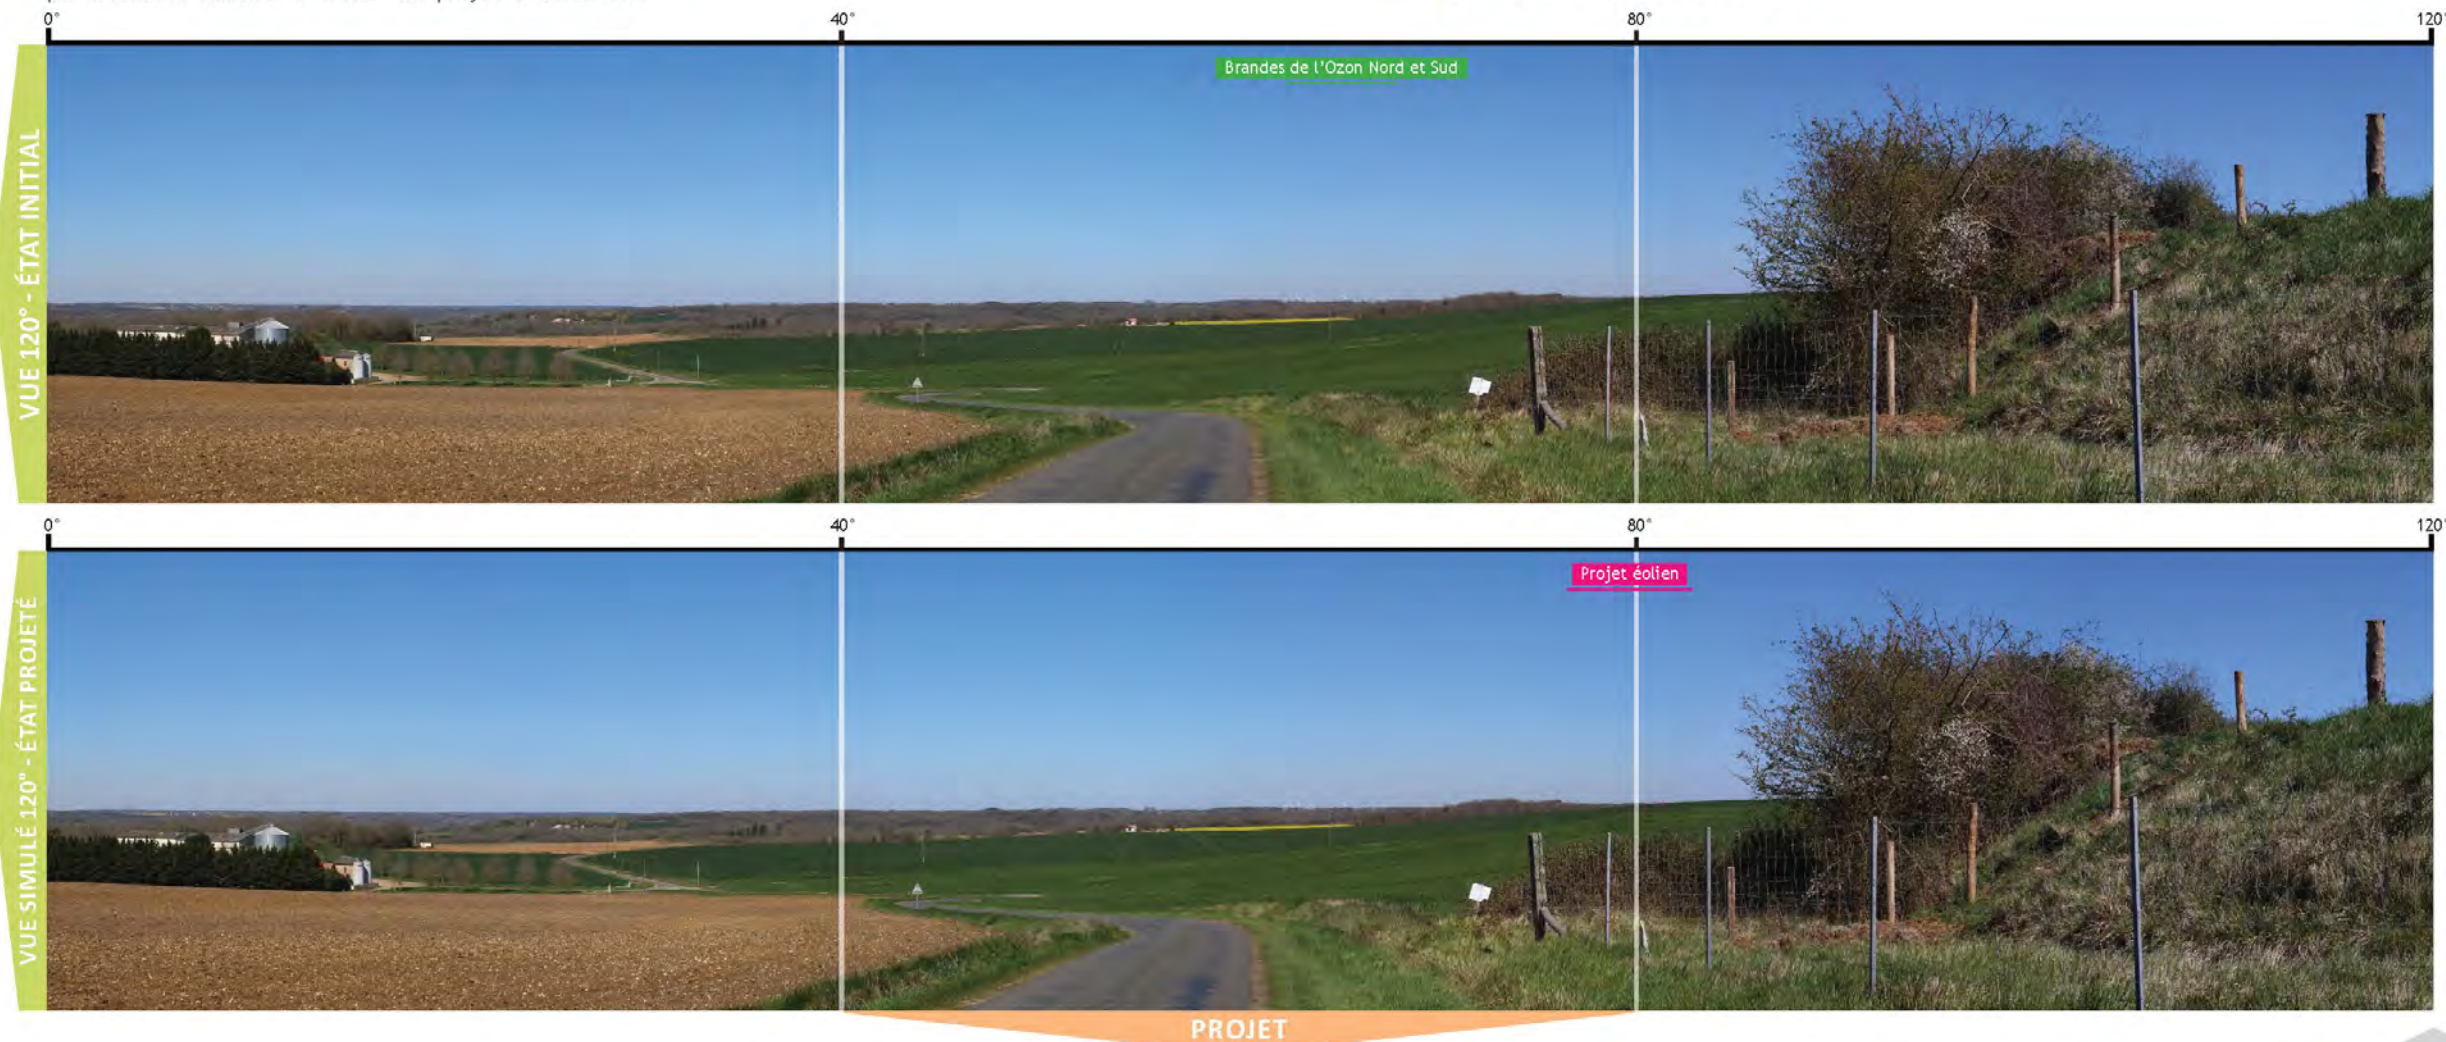 0° 40° 80° 120°
Brandes de l'Ozon Nord et Sud
VUE 120° - ÉTAT INITIAL
0° 40° 80° 120°
Projet éolien
VUE SIMULÉ 120° - ÉTAT PROJETÉ
PROJET